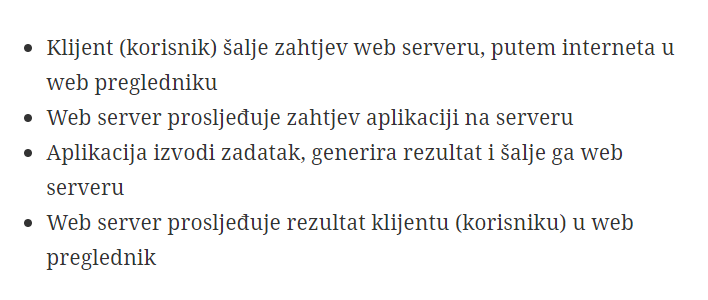 • Klijent (korisnik) šalje zahtjev web serveru, putem interneta u
web pregledniku
• Web server prosljeđuje zahtjev aplikaciji na serveru
• Aplikacija izvodi zadatak, generira rezultat i šalje ga web
serveru
• Web server prosljeđuje rezultat klijentu (korisniku) u web
preglednik